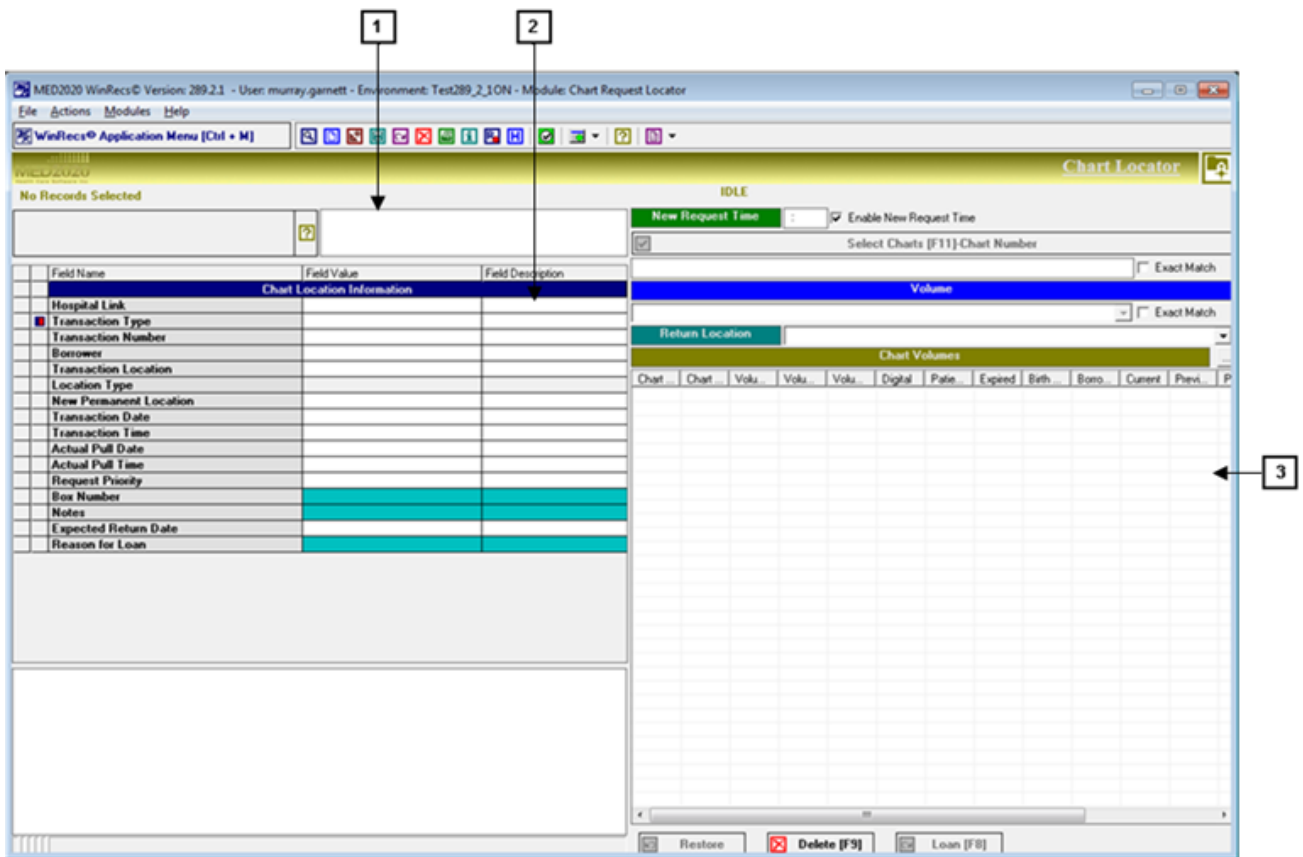 1
2
MED2020 WinRecs© Version: 289.2.1 - User: murray.garnett - Environment: Test289_2_1ON - Module: Chart Request Locator
File Actions Modules Help
WinRecs© Application Menu [Ctrl + M]
MED2020
Chart Locator
No Records Selected
IDLE
New Request Time : Enable New Request Time
Select Charts [F11]-Chart Number
Exact Match
Volume
Exact Match
Return Location
Chart Volumes
Chart ... Chart ... Volu... Volu... Volu... Digital Patie... Expired Birth ... Borro... Current Previ... P
Field Name Field Value Field Description
Chart Location Information
Hospital Link
Transaction Type
Transaction Number
Borrower
Transaction Location
Location Type
New Permanent Location
Transaction Date
Transaction Time
Actual Pull Date
Actual Pull Time
Request Priority
Box Number
Notes
Expected Return Date
Reason for Loan
3
Restore Delete [F9] Loan [F8]